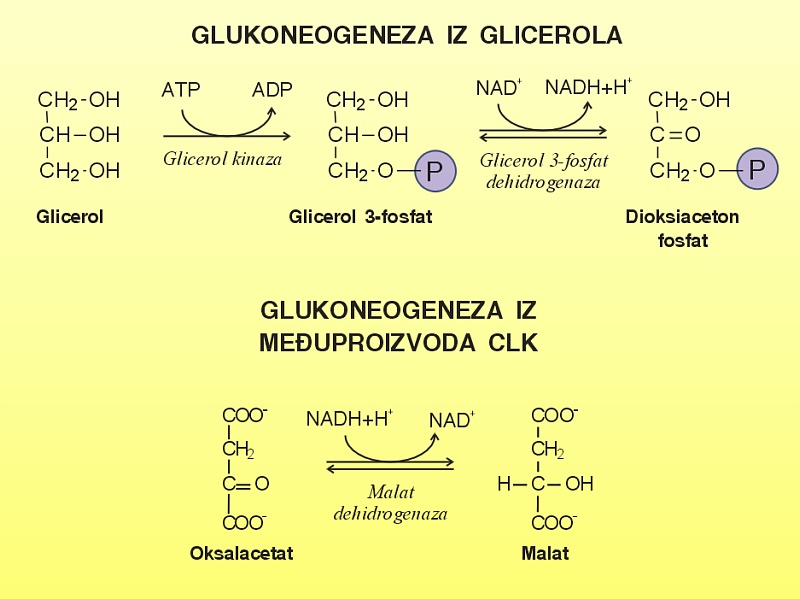 GLUKONEOGENEZA IZ GLICEROLA
ATP ADP NAD⁺ NADH+H⁺
CH₂-OH CH₂-OH CH₂-OH
CH–OH CH–OH C=O
CH₂-OH CH₂-O–P CH₂-O–P
Glicerol kinaza Glicerol 3-fosfat
dehidrogenaza
Glicerol Glicerol 3-fosfat Dioksiaceton
fosfat
GLUKONEOGENEZA IZ
MEĐUPROIZVODA CLK
COO⁻ NADH+H⁺ NAD⁺ COO⁻
CH₂ CH₂
C=O H–C–OH
Malat
dehidrogenaza
COO⁻ COO⁻
Oksalacetat Malat